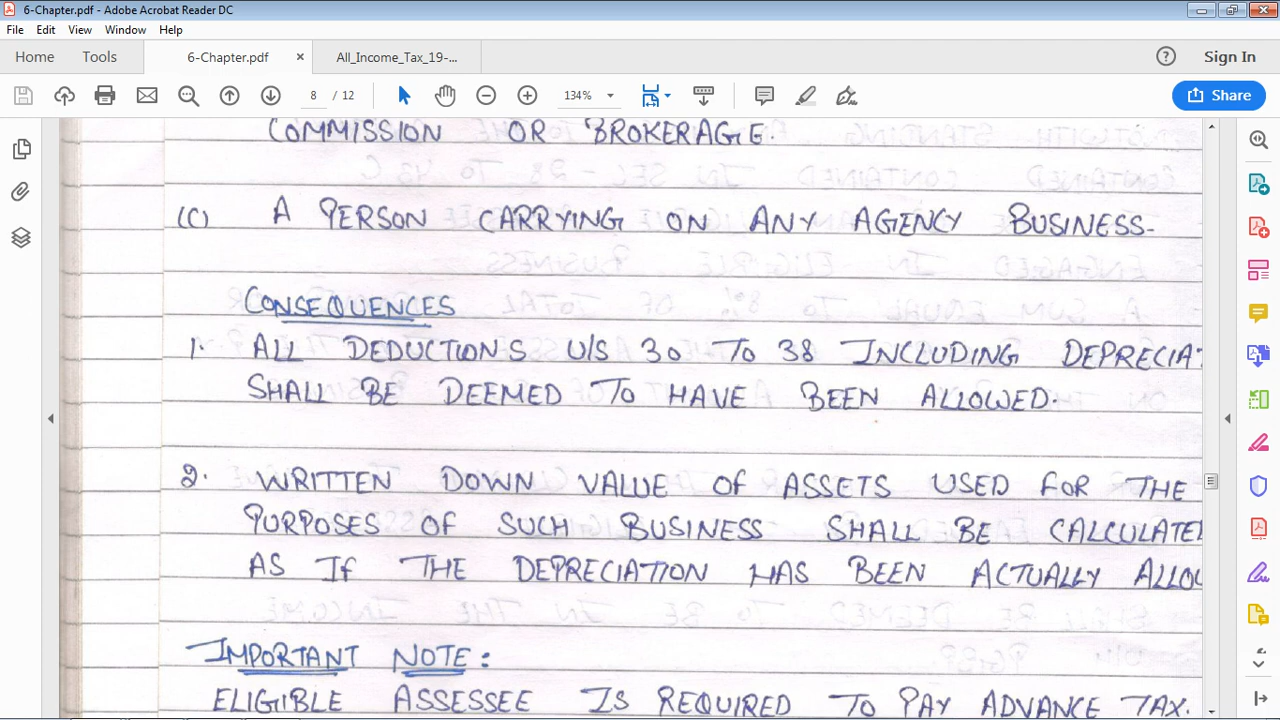 6-Chapter.pdf - Adobe Acrobat Reader DC
File Edit View Window Help
Home Tools 6-Chapter.pdf × All_Income_Tax_19-... Sign In
8 / 12 134% Share
COMMISSION OR BROKERAGE.
(C) A PERSON CARRYING ON ANY AGENCY BUSINESS-
CONSEQUENCES
1. ALL DEDUCTIONS U/S 30 TO 38 INCLUDING DEPRECIAT
SHALL BE DEEMED TO HAVE BEEN ALLOWED.
2. WRITTEN DOWN VALUE OF ASSETS USED FOR THE
PURPOSES OF SUCH BUSINESS SHALL BE CALCULATED
AS IF THE DEPRECIATION HAS BEEN ACTUALLY ALLOW
IMPORTANT NOTE:
ELIGIBLE ASSESSEE IS REQUIRED TO PAY ADVANCE TAX.